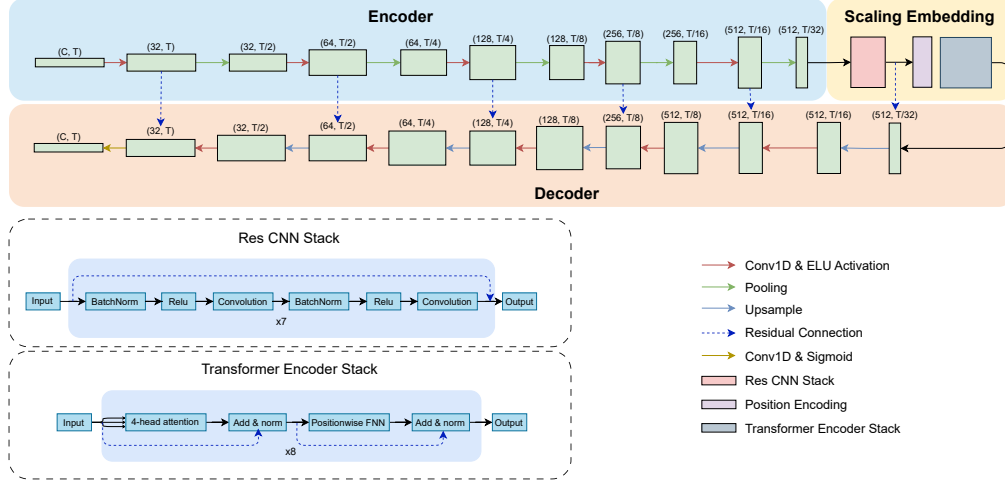 Encoder
Scaling Embedding
(C, T)
(32, T)
(32, T/2)
(64, T/2)
(64, T/4)
(128, T/4)
(128, T/8)
(256, T/8)
(256, T/16)
(512, T/16)
(512, T/32)
(C, T)
(32, T)
(32, T/2)
(64, T/2)
(64, T/4)
(128, T/4)
(128, T/8)
(256, T/8)
(512, T/8)
(512, T/16)
(512, T/16)
(512, T/32)
Decoder
Res CNN Stack
Input
BatchNorm
Relu
Convolution
BatchNorm
Relu
Convolution
Output
x7
Transformer Encoder Stack
Input
4-head attention
Add & norm
Positionwise FNN
Add & norm
Output
x8
Conv1D & ELU Activation
Pooling
Upsample
Residual Connection
Conv1D & Sigmoid
Res CNN Stack
Position Encoding
Transformer Encoder Stack